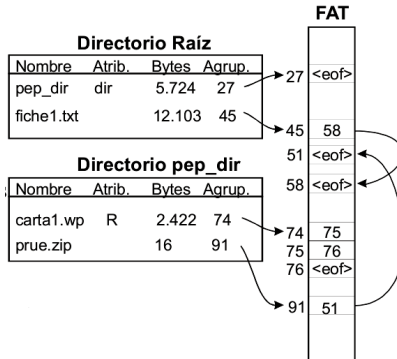 FAT
Directorio Raíz
Nombre Atrib. Bytes Agrup.
pep_dir dir 5.724 27
fiche1.txt 12.103 45
27 <eof>
45 58
51 <eof>
58 <eof>
Directorio pep_dir
Nombre Atrib. Bytes Agrup.
carta1.wp R 2.422 74
prue.zip 16 91
74 75
75 76
76 <eof>
91 51